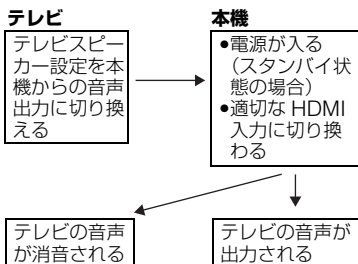 テレビ
テレビスピー
カー設定を本
機からの音声
出力に切り換
える
本機
●電源が入る
（スタンバイ状
態の場合）
●適切な HDMI
入力に切り換
わる
テレビの音声
が消音される
テレビの音声が
出力される